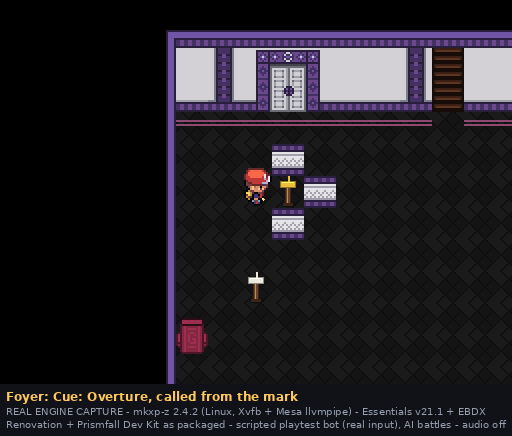 Foyer: Cue: Overture, called from the mark
REAL ENGINE CAPTURE - mkxp-z 2.4.2 (Linux, Xvfb + Mesa llvmpipe) - Essentials v21.1 + EBDX
Renovation + Prismfall Dev Kit as packaged - scripted playtest bot (real input), AI battles - audio off